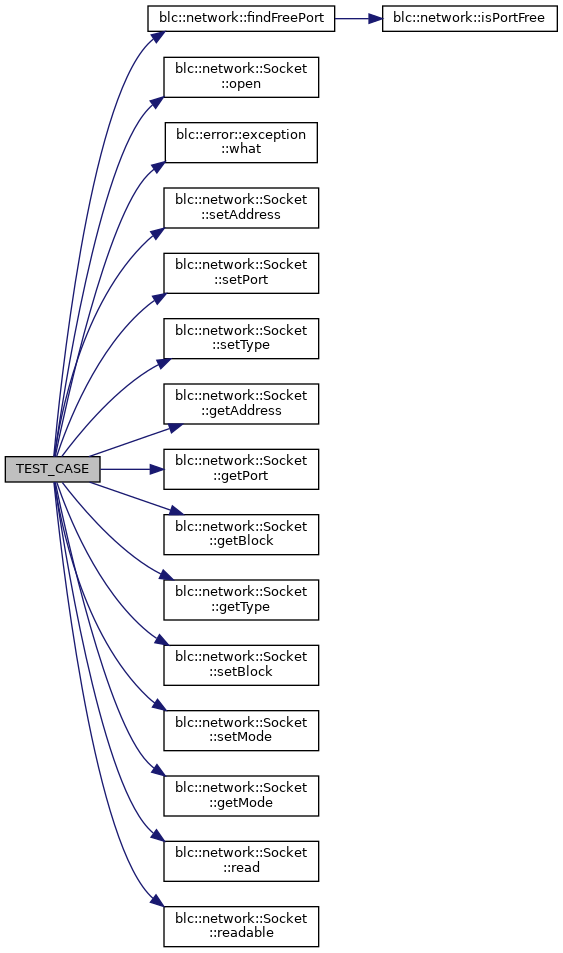 blc::network::findFreePort
blc::network::isPortFree
blc::network::Socket
::open
blc::error::exception
::what
blc::network::Socket
::setAddress
blc::network::Socket
::setPort
blc::network::Socket
::setType
blc::network::Socket
::getAddress
TEST_CASE
blc::network::Socket
::getPort
blc::network::Socket
::getBlock
blc::network::Socket
::getType
blc::network::Socket
::setBlock
blc::network::Socket
::setMode
blc::network::Socket
::getMode
blc::network::Socket
::read
blc::network::Socket
::readable